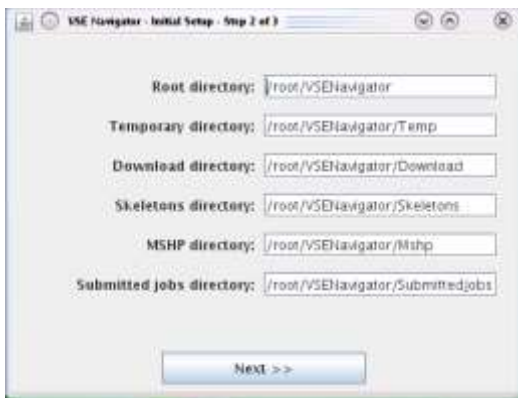 VSE Navigator - Initial Setup - Step 2 of 3
Root directory: /root/VSENavigator
Temporary directory: /root/VSENavigator/Temp
Download directory: /root/VSENavigator/Download
Skeletons directory: /root/VSENavigator/Skeletons
MSHP directory: /root/VSENavigator/Mshp
Submitted jobs directory: /root/VSENavigator/Submittedjobs
Next >>